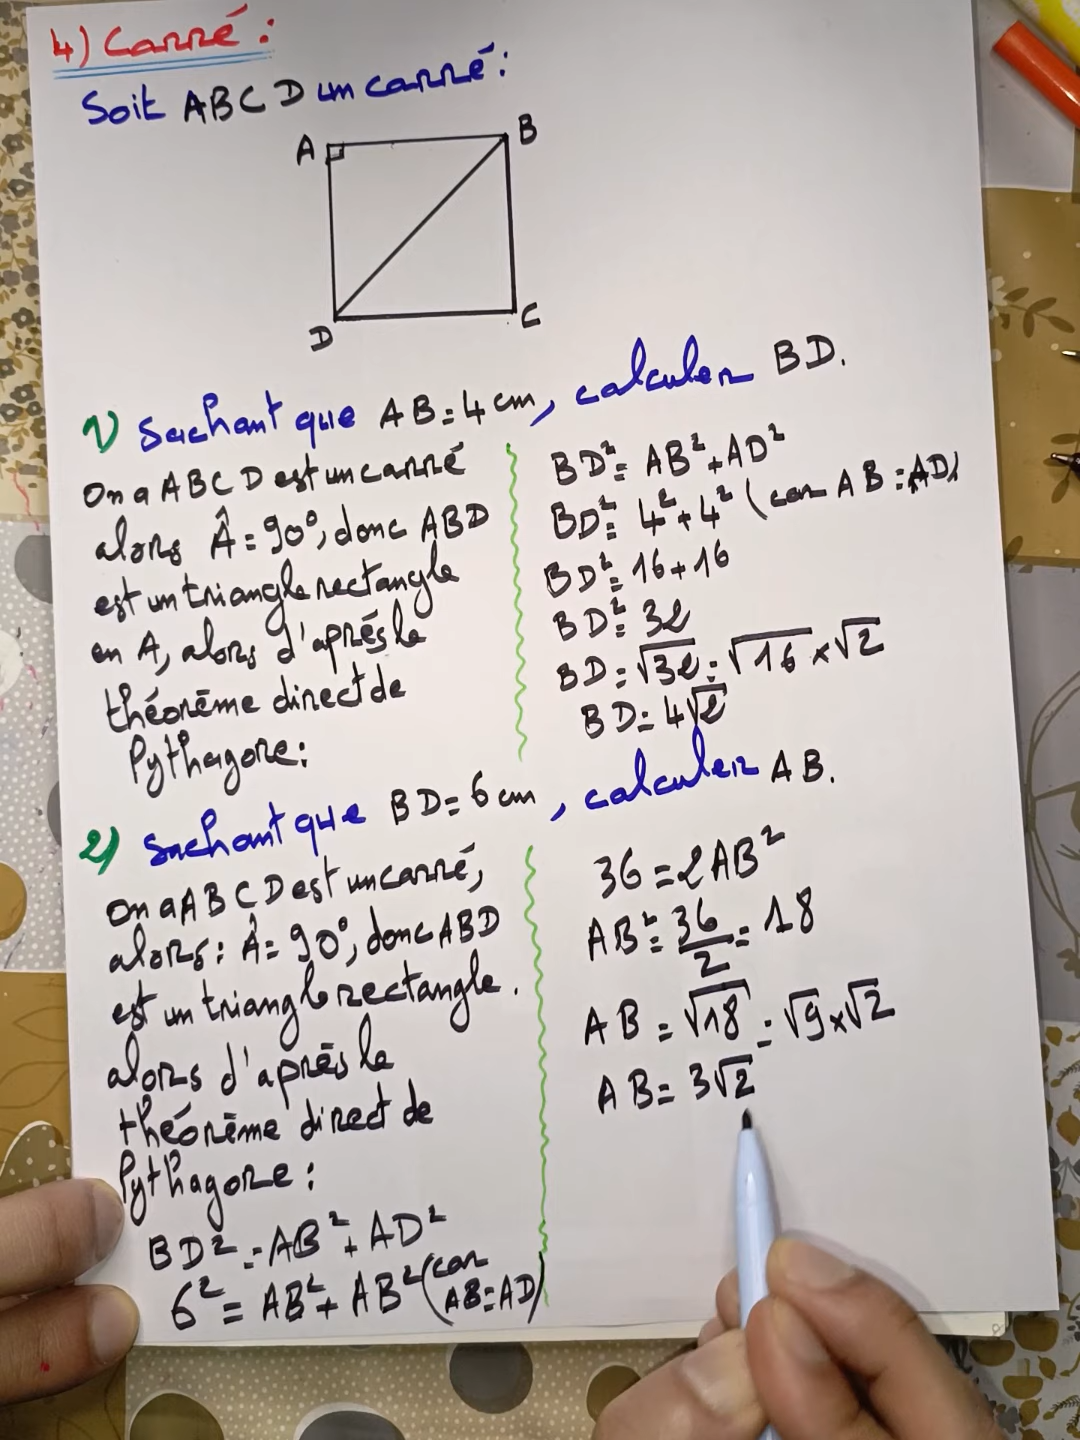 4) Carré :
Soit ABCD un carré :
A
B
D
C
1) Sachant que AB = 4 cm, calculer BD.
On a ABCD est un carré
alors Â = 90°, donc ABD
est un triangle rectangle
en A, alors d'après le
théorème direct de
Pythagore :
BD² = AB² + AD²
BD² = 4² + 4² (car AB = AD)
BD² = 16 + 16
BD² = 32
BD = √32 = √16 × √2
BD = 4√2
2) Sachant que BD = 6 cm, calculer AB.
On a ABCD est un carré,
alors : Â = 90°, donc ABD
est un triangle rectangle.
alors d'après le
théorème direct de
Pythagore :
BD² = AB² + AD²
6² = AB² + AB² (car
AB = AD)
36 = 2AB²
AB² = 36/2 = 18
AB = √18 = √9 × √2
AB = 3√2